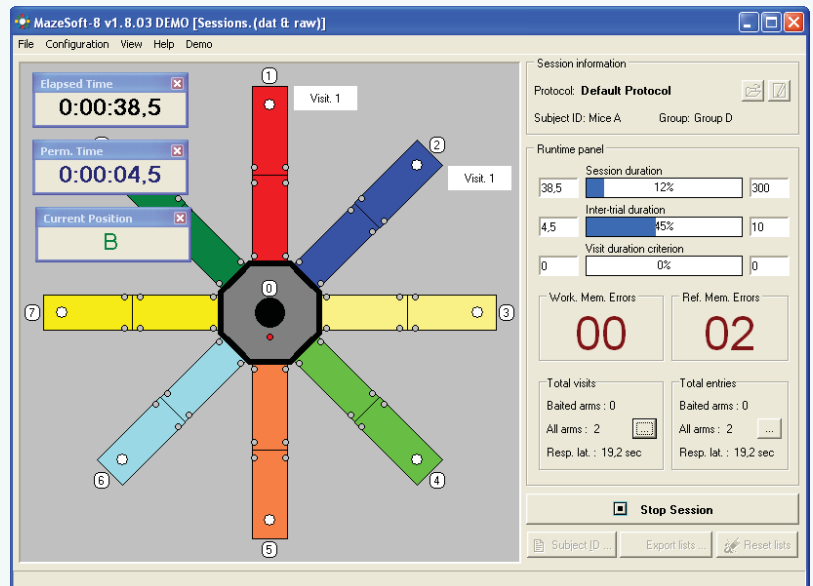 MazeSoft-8 v1.8.03 DEMO [Sessions.(dat & raw)]
File Configuration View Help Demo
Elapsed Time
0:00:38,5
Perm. Time
0:00:04,5
Current Position
B
1
Visit. 1
2
Visit. 1
0
7
3
6
4
5
Session information
Protocol: Default Protocol
Subject ID: Mice A Group: Group D
Runtime panel
Session duration
38,5 12% 300
Inter-trial duration
4,5 45% 10
Visit duration criterion
0 0% 0
Work. Mem. Errors
00
Ref. Mem. Errors
02
Total visits
Baited arms : 0
All arms : 2 ...
Resp. lat. : 19,2 sec
Total entries
Baited arms : 0
All arms : 2 ...
Resp. lat. : 19,2 sec
Stop Session
Subject ID ... Export lists ... Reset lists